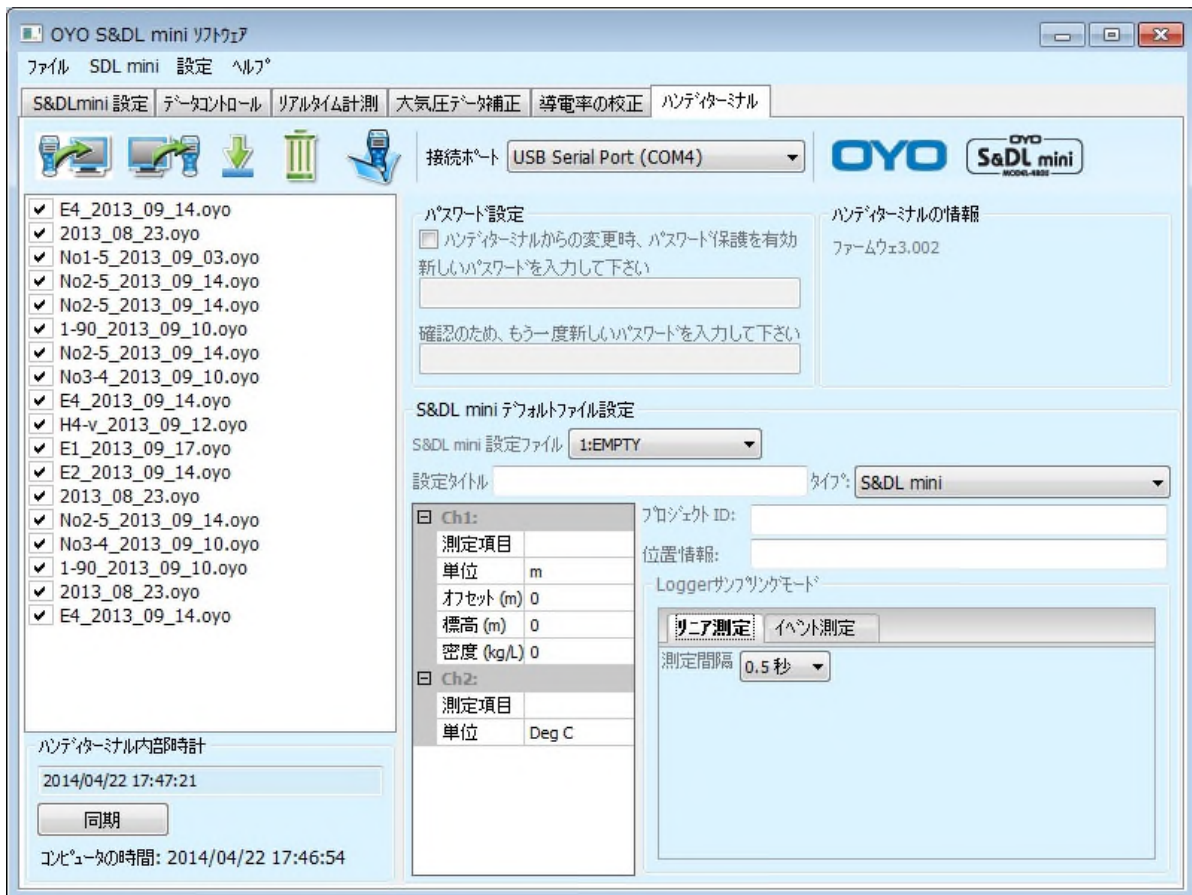 OYO S&DL mini ソフトウェア
ファイル SDL mini 設定 ヘルプ
S&DLmini 設定 データコントロール リアルタイム計測 大気圧データ補正 導電率の校正 ハンディターミナル
接続ポート USB Serial Port (COM4)
OYO
OYO
S&DL mini
E4_2013_09_14.oyo
2013_08_23.oyo
No1-5_2013_09_03.oyo
No2-5_2013_09_14.oyo
No2-5_2013_09_14.oyo
1-90_2013_09_10.oyo
No2-5_2013_09_14.oyo
No3-4_2013_09_10.oyo
E4_2013_09_14.oyo
H4-v_2013_09_12.oyo
E1_2013_09_17.oyo
E2_2013_09_14.oyo
2013_08_23.oyo
No2-5_2013_09_14.oyo
No3-4_2013_09_10.oyo
1-90_2013_09_10.oyo
2013_08_23.oyo
E4_2013_09_14.oyo
ハンディターミナル内部時計
2014/04/22 17:47:21
同期
コンピュータの時間: 2014/04/22 17:46:54
パスワード設定
ハンディターミナルからの変更時、パスワード保護を有効
新しいパスワードを入力して下さい
確認のため、もう一度新しいパスワードを入力して下さい
ハンディターミナルの情報
ファームウェ3.002
S&DL mini デフォルトファイル設定
S&DL mini 設定ファイル 1:EMPTY
設定タイトル タイプ: S&DL mini
Ch1:
測定項目
単位 m
オフセット (m) 0
標高 (m) 0
密度 (kg/L) 0
Ch2:
測定項目
単位 Deg C
プロジェクト ID:
位置情報:
Loggerサンプリングモード
リニア測定 イベント測定
測定間隔 0.5 秒